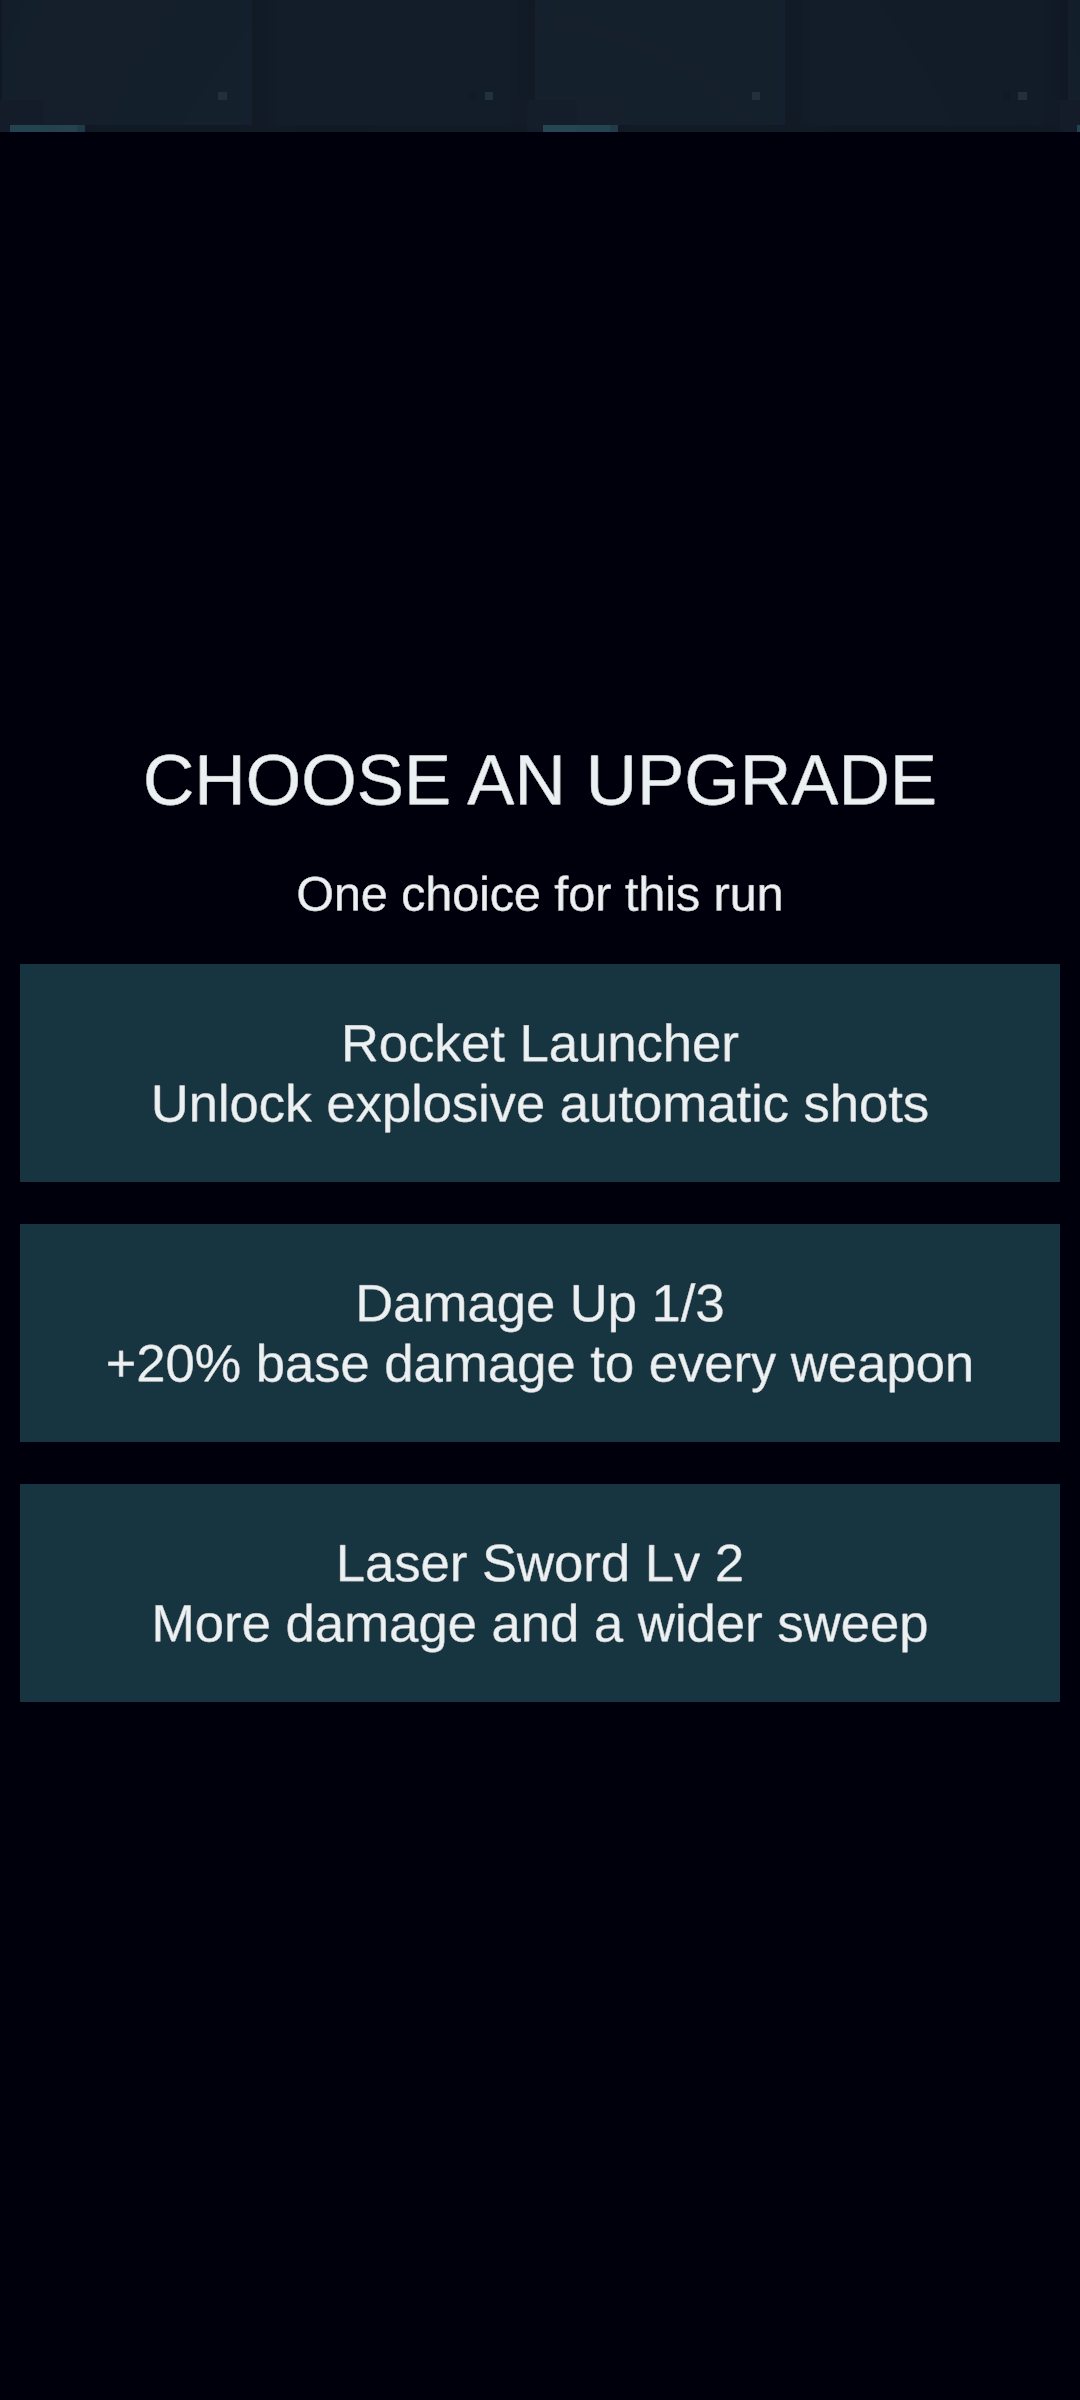 CHOOSE AN UPGRADE
One choice for this run
Rocket Launcher
Unlock explosive automatic shots
Damage Up 1/3
+20% base damage to every weapon
Laser Sword Lv 2
More damage and a wider sweep